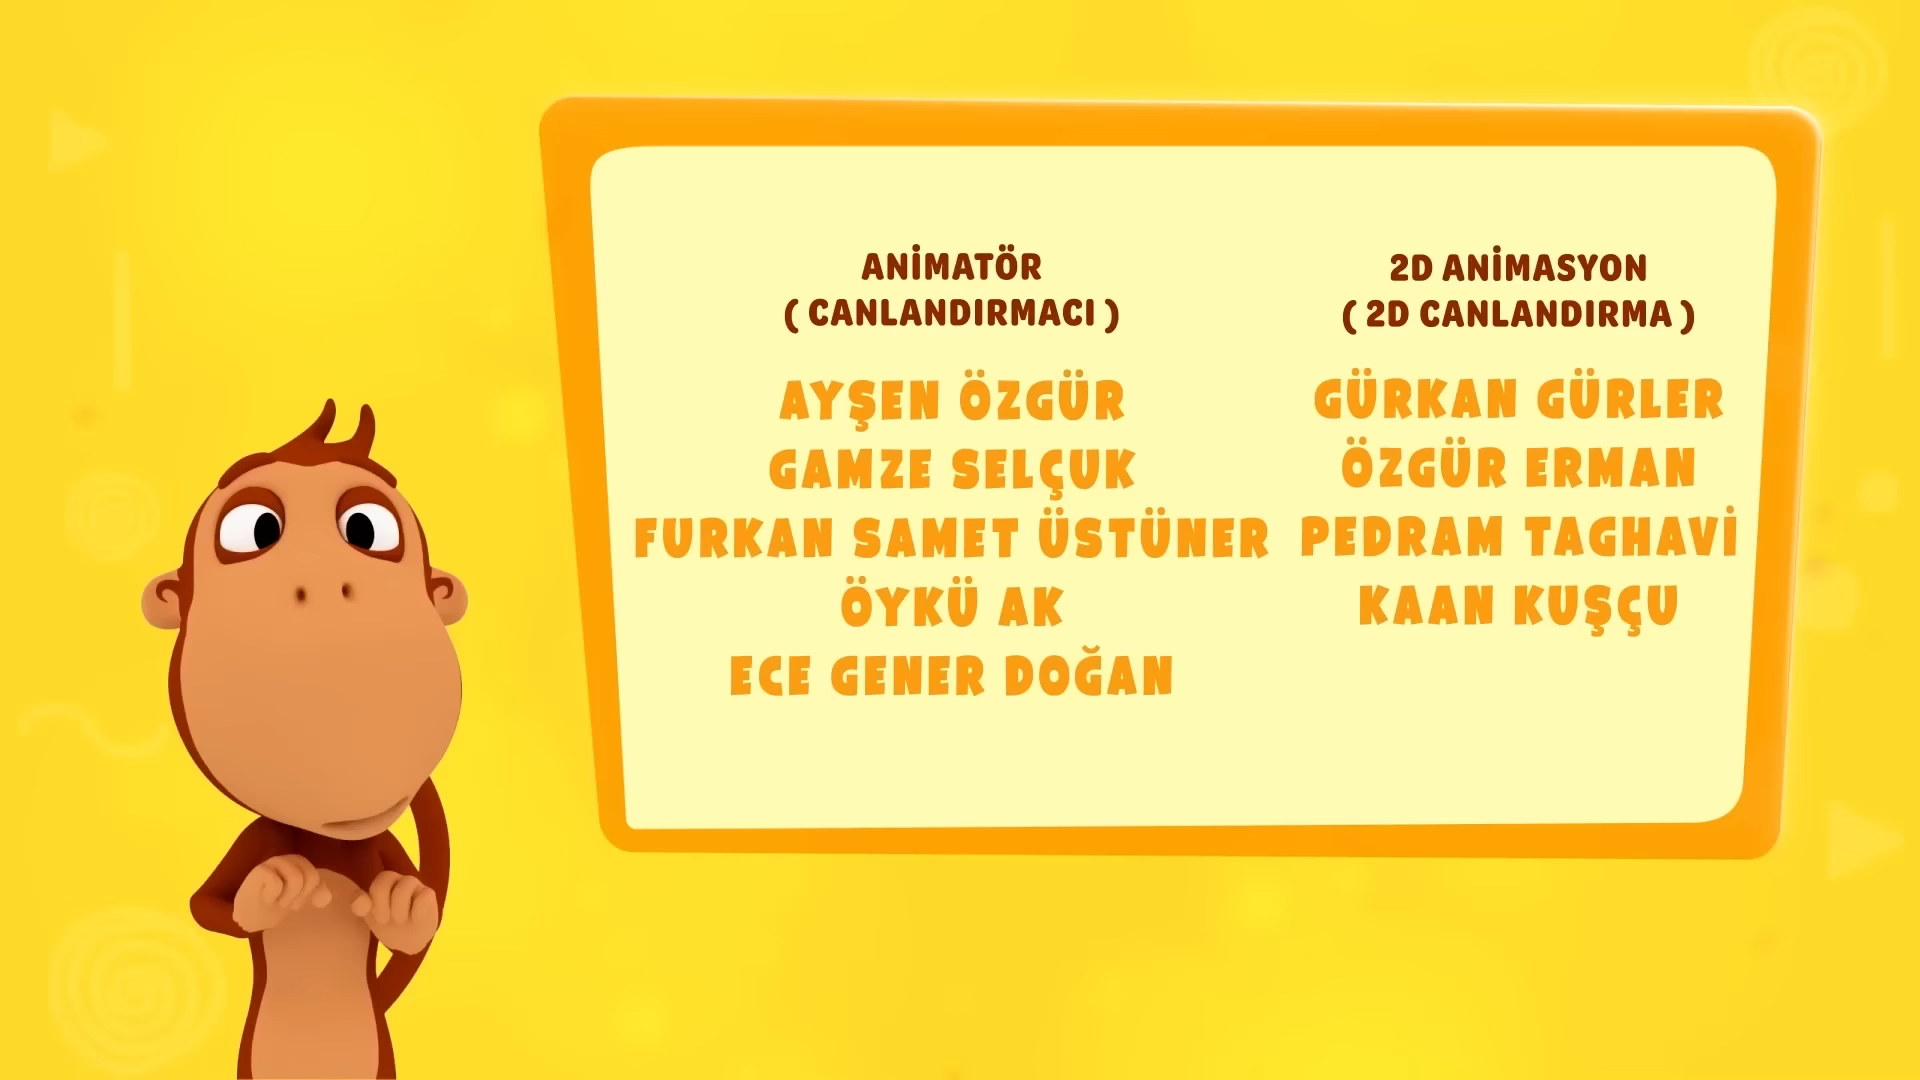 ANİMATÖR
( CANLANDIRMACI )
AYŞEN ÖZGÜR
GAMZE SELÇUK
FURKAN SAMET ÜSTÜNER
ÖYKÜ AK
ECE GENER DOĞAN
2D ANİMASYON
( 2D CANLANDIRMA )
GÜRKAN GÜRLER
ÖZGÜR ERMAN
PEDRAM TAGHAVİ
KAAN KUŞÇU